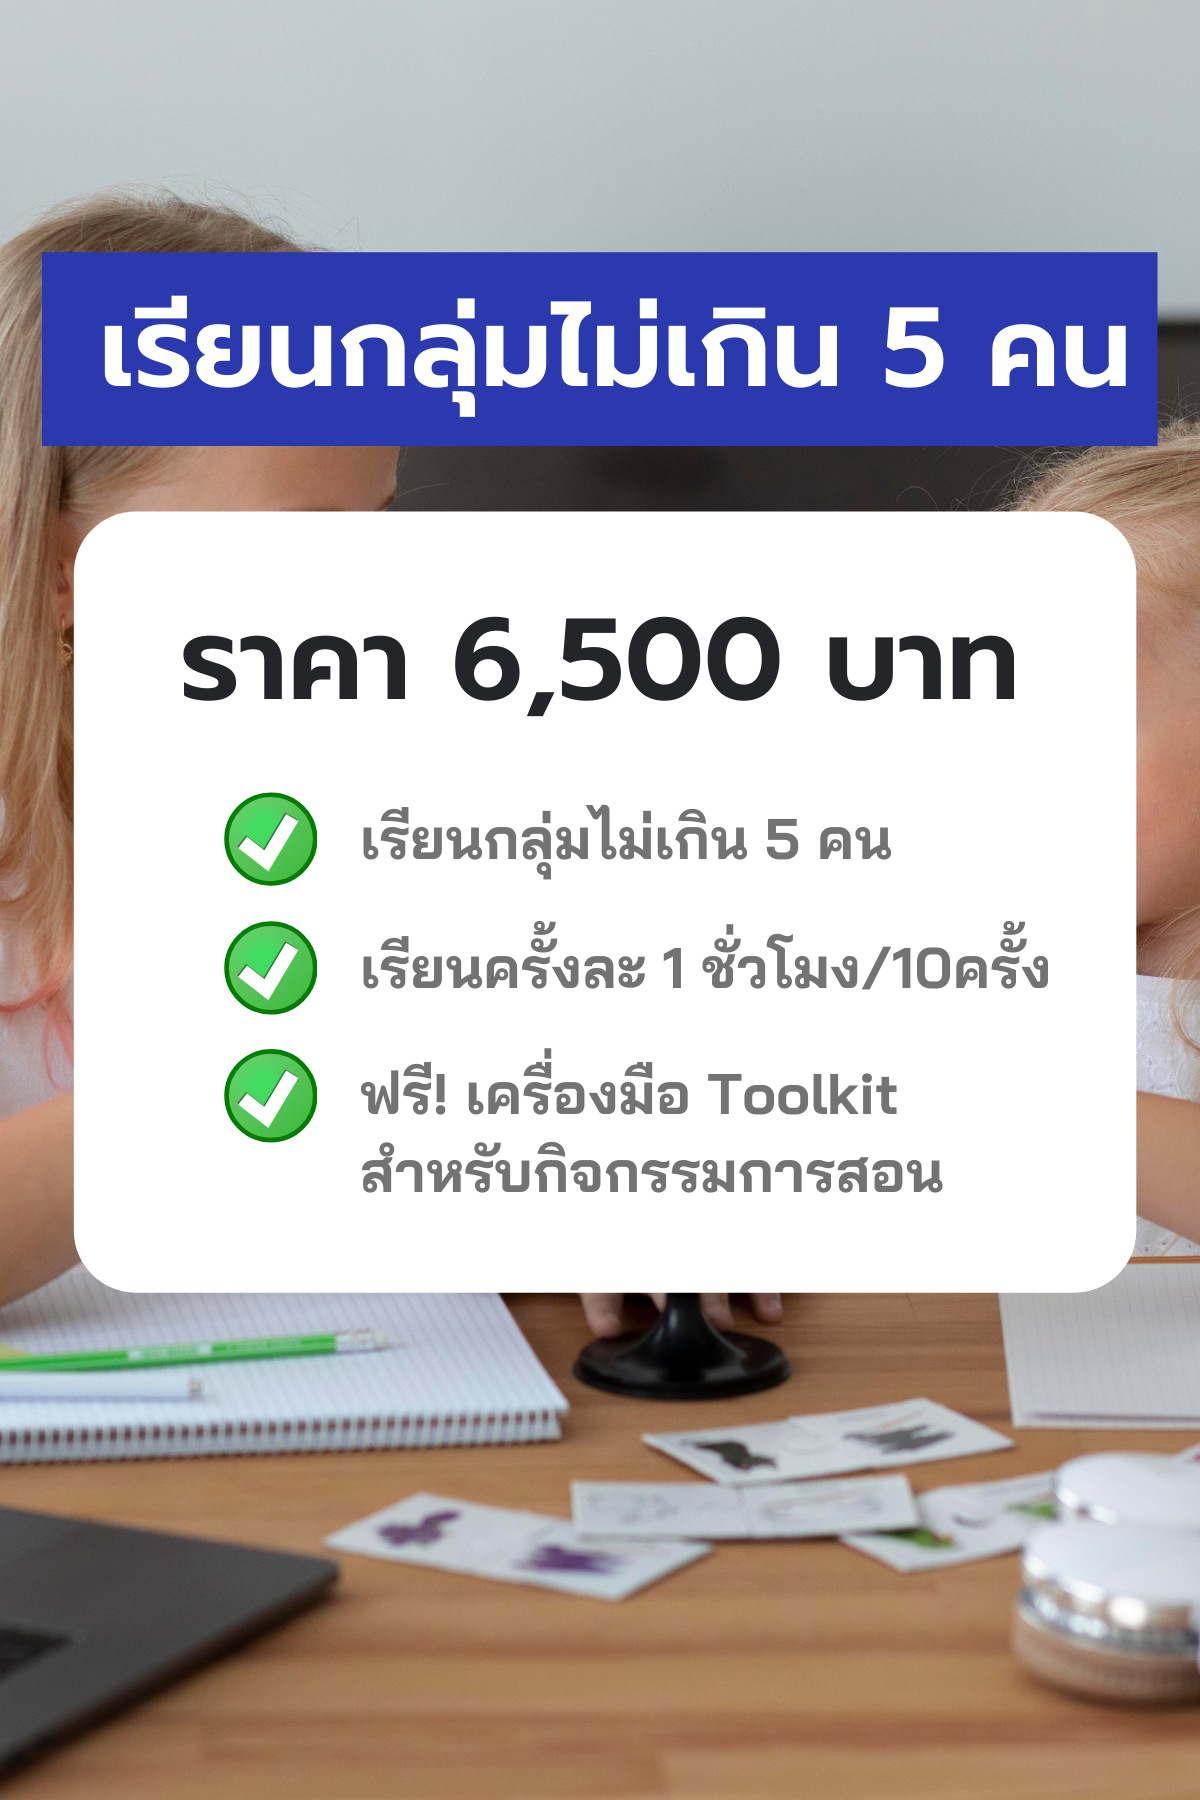 เรียนกลุ่มไม่เกิน 5 คน
ราคา 6,500 บาท
เรียนกลุ่มไม่เกิน 5 คน
เรียนครั้งละ 1 ชั่วโมง/10ครั้ง
ฟรี! เครื่องมือ Toolkit
สำหรับกิจกรรมการสอน